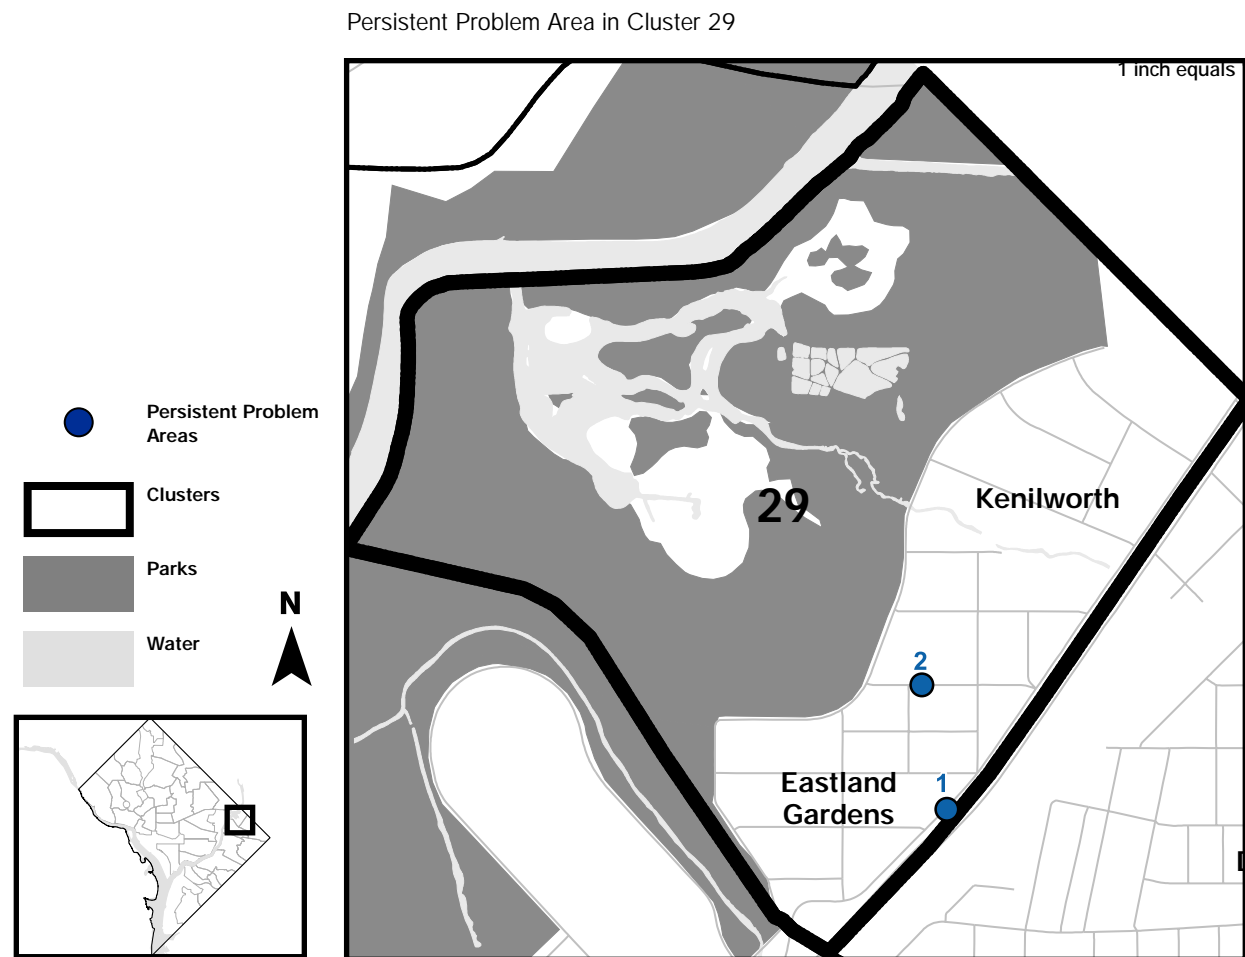 Persistent Problem Area in Cluster 29
1 inch equals
Persistent Problem
Areas
Clusters
Parks
Water
N
29
Kenilworth
2
Eastland
Gardens
1